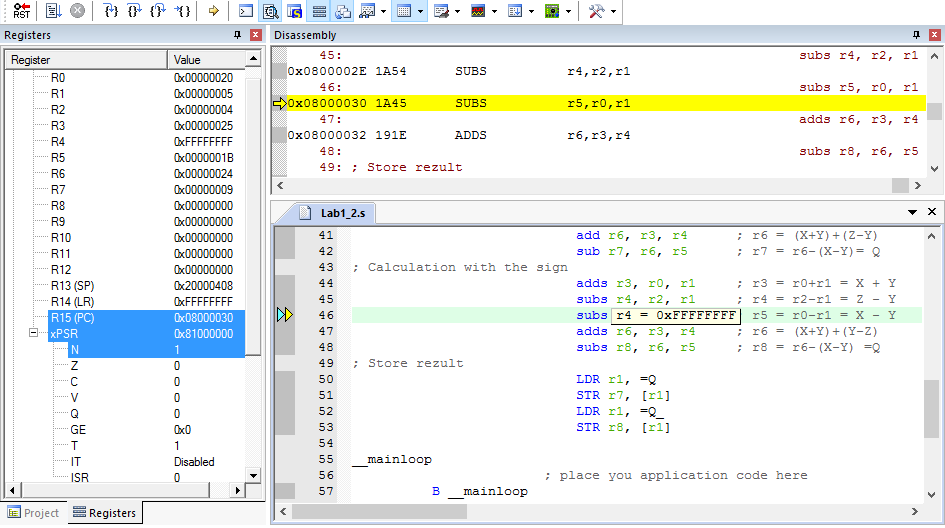 RST
Registers
Register Value
R0 0x00000020
R1 0x00000005
R2 0x00000004
R3 0x00000025
R4 0xFFFFFFFF
R5 0x0000001B
R6 0x00000024
R7 0x00000009
R8 0x00000000
R9 0x00000000
R10 0x00000000
R11 0x00000000
R12 0x00000000
R13 (SP) 0x20000408
R14 (LR) 0xFFFFFFFF
R15 (PC) 0x08000030
xPSR 0x81000000
N 1
Z 0
C 0
V 0
Q 0
GE 0x0
T 1
IT Disabled
ISR 0
Project Registers
Disassembly
45: subs r4, r2, r1
0x0800002E 1A54 SUBS r4,r2,r1
46: subs r5, r0, r1
0x08000030 1A45 SUBS r5,r0,r1
47: adds r6, r3, r4
0x08000032 191E ADDS r6,r3,r4
48: subs r8, r6, r5
49: ; Store rezult
Lab1_2.s
41 add r6, r3, r4 ; r6 = (X+Y)+(Z-Y)
42 sub r7, r6, r5 ; r7 = r6-(X-Y)= Q
43 ; Calculation with the sign
44 adds r3, r0, r1 ; r3 = r0+r1 = X + Y
45 subs r4, r2, r1 ; r4 = r2-r1 = Z - Y
46 subs r4 = 0xFFFFFFFF r5 = r0-r1 = X - Y
47 adds r6, r3, r4 ; r6 = (X+Y)+(Y-Z)
48 subs r8, r6, r5 ; r8 = r6-(X-Y) =Q
49 ; Store rezult
50 LDR r1, =Q
51 STR r7, [r1]
52 LDR r1, =Q_
53 STR r8, [r1]
54
55 __mainloop
56 ; place you application code here
57 B __mainloop